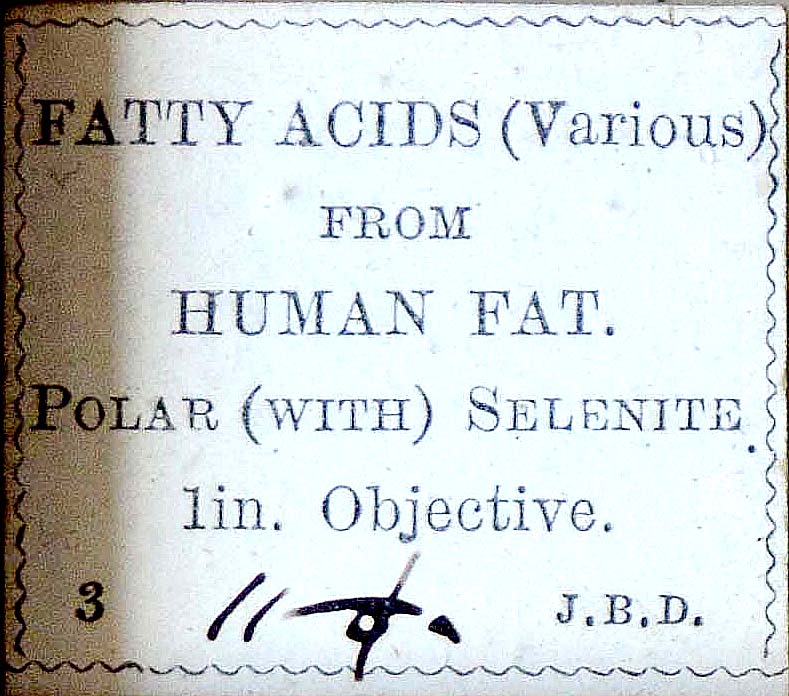 FATTY ACIDS (Various)
FROM
HUMAN FAT.
POLAR (WITH) SELENITE.
1in. Objective.
3 J.B.D.